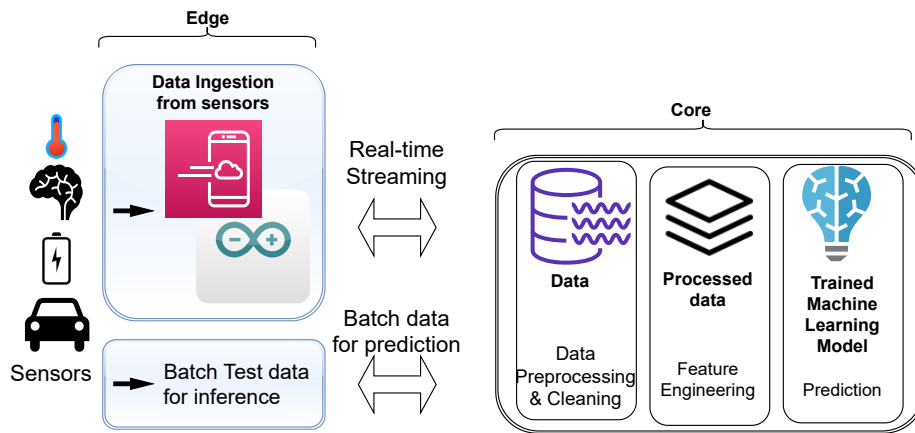 Edge
Data Ingestion
from sensors
Sensors
Batch Test data
for inference
Real-time
Streaming
Batch data
for prediction
Core
Data
Data
Preprocessing
& Cleaning
Processed
data
Feature
Engineering
Trained
Machine
Learning
Model
Prediction